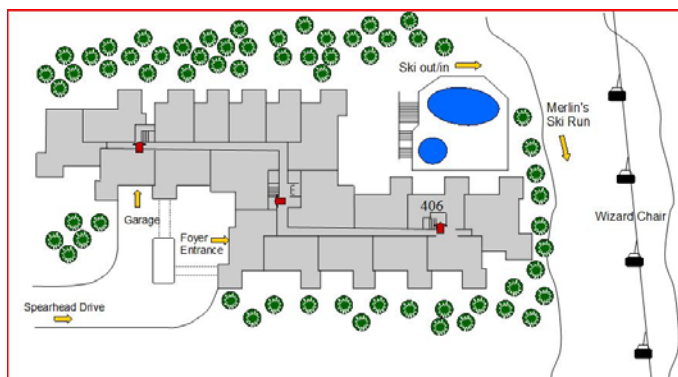 Ski out/in
Merlin's
Ski Run
406
Wizard Chair
Garage
Foyer
Entrance
Spearhead Drive